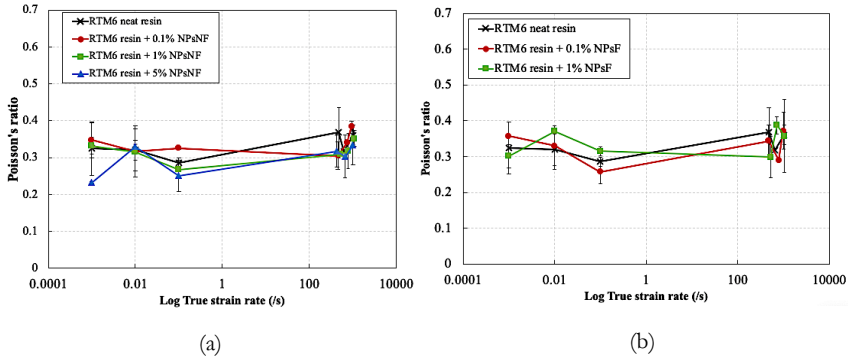 0.7
0.6
0.5
0.4
0.3
0.2
0.1
0
Poisson's ratio
RTM6 neat resin
RTM6 resin + 0.1% NPsNF
RTM6 resin + 1% NPsNF
RTM6 resin + 5% NPsNF
0.0001 0.01 1 100 10000
Log True strain rate (/s)
(a)
0.7
0.6
0.5
0.4
0.3
0.2
0.1
0
Poisson's ratio
RTM6 neat resin
RTM6 resin + 0.1% NPsF
RTM6 resin + 1% NPsF
0.0001 0.01 1 100 10000
Log True strain rate (/s)
(b)